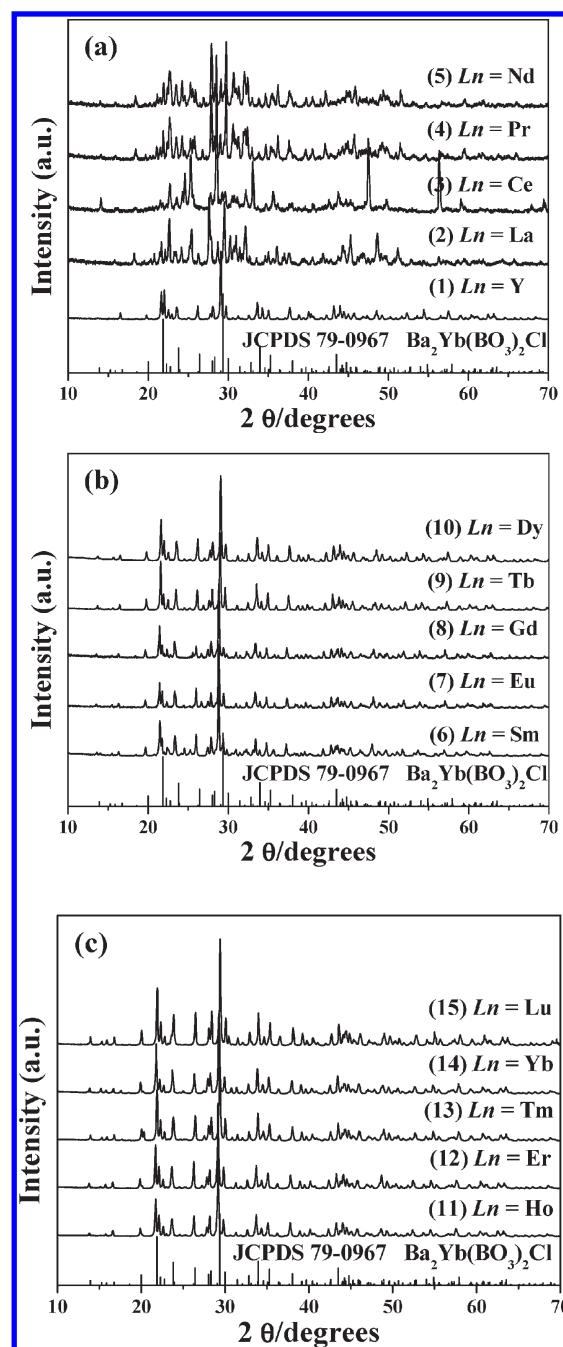 (a)
(5) Ln = Nd
(4) Pr = Pr
(3) Ln = Ce
(2) Ln = La
(1) Ln = Y
JCPDS 79-0967 Ba2Yb(BO3)2Cl
Intensity (a.u.)
10 20 30 40 50 60 70
2 θ/degrees
(b)
(10) Ln = Dy
(9) Ln = Tb
(8) Ln = Gd
(7) Ln = Eu
(6) Ln = Sm
JCPDS 79-0967 Ba2Yb(BO3)2Cl
Intensity (a.u.)
10 20 30 40 50 60 70
2 θ/degrees
(c)
(15) Ln = Lu
(14) Ln = Yb
(13) Ln = Tm
(12) Ln = Er
(11) Ln = Ho
JCPDS 79-0967 Ba2Yb(BO3)2Cl
Intensity (a.u.)
10 20 30 40 50 60 70
2 θ/degrees